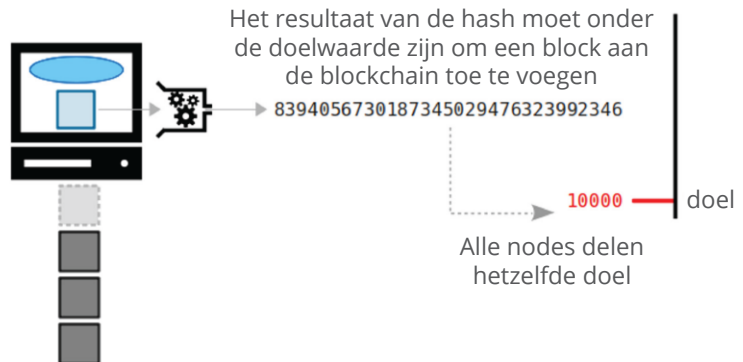 Het resultaat van de hash moet onder
de doelwaarde zijn om een block aan
de blockchain toe te voegen
83940567301873450294763239923​46
10000
doel
Alle nodes delen
hetzelfde doel